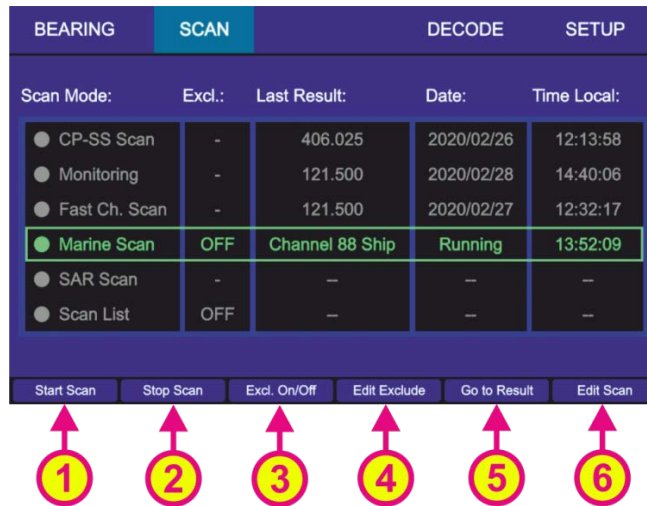 BEARING SCAN DECODE SETUP
Scan Mode: Excl.: Last Result: Date: Time Local:
CP-SS Scan - 406.025 2020/02/26 12:13:58
Monitoring - 121.500 2020/02/28 14:40:06
Fast Ch. Scan - 121.500 2020/02/27 12:32:17
Marine Scan OFF Channel 88 Ship Running 13:52:09
SAR Scan - -- -- --
Scan List OFF -- -- --
Start Scan Stop Scan Excl. On/Off Edit Exclude Go to Result Edit Scan
1 2 3 4 5 6